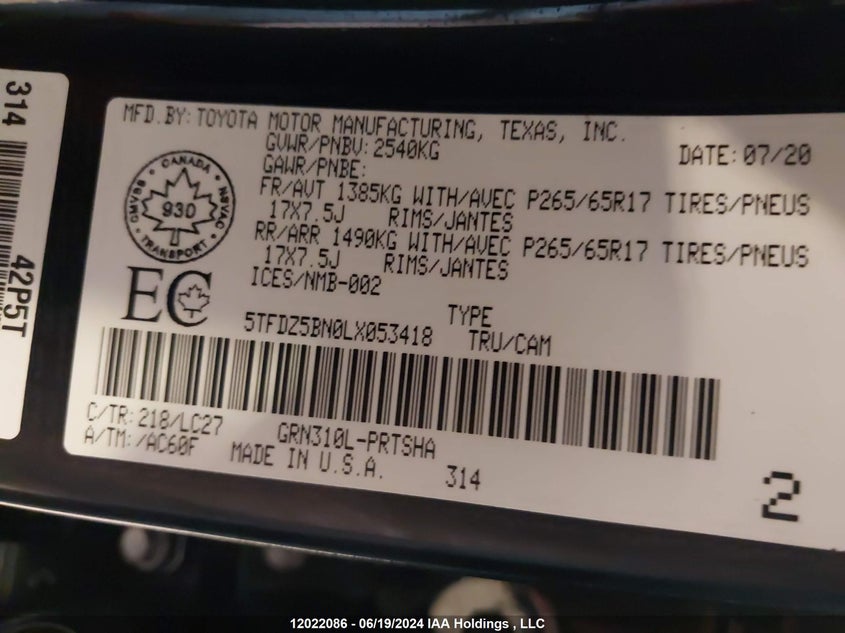 314
42P5T
MFD.BY:TOYOTA MOTOR MANUFACTURING, TEXAS, INC.
GVWR/PNBV:2540KG
DATE:07/20
GAWR/PNBE:
FR/AVT 1385KG WITH/AVEC P265/65R17 TIRES/PNEUS
17X7.5J RIMS/JANTES
RR/ARR 1490KG WITH/AVEC P265/65R17 TIRES/PNEUS
17X7.5J RIMS/JANTES
ICES/NMB-002
CANADA
CMVSS
NSVAC
930
TRANSPORT
EC
5TFDZ5BN0LX053418
TYPE
TRU/CAM
C/TR:218/LC27
A/TM:/AC60F
GRN310L-PRTSHA
MADE IN U.S.A.
314
2
12022086 - 06/19/2024 IAA Holdings , LLC